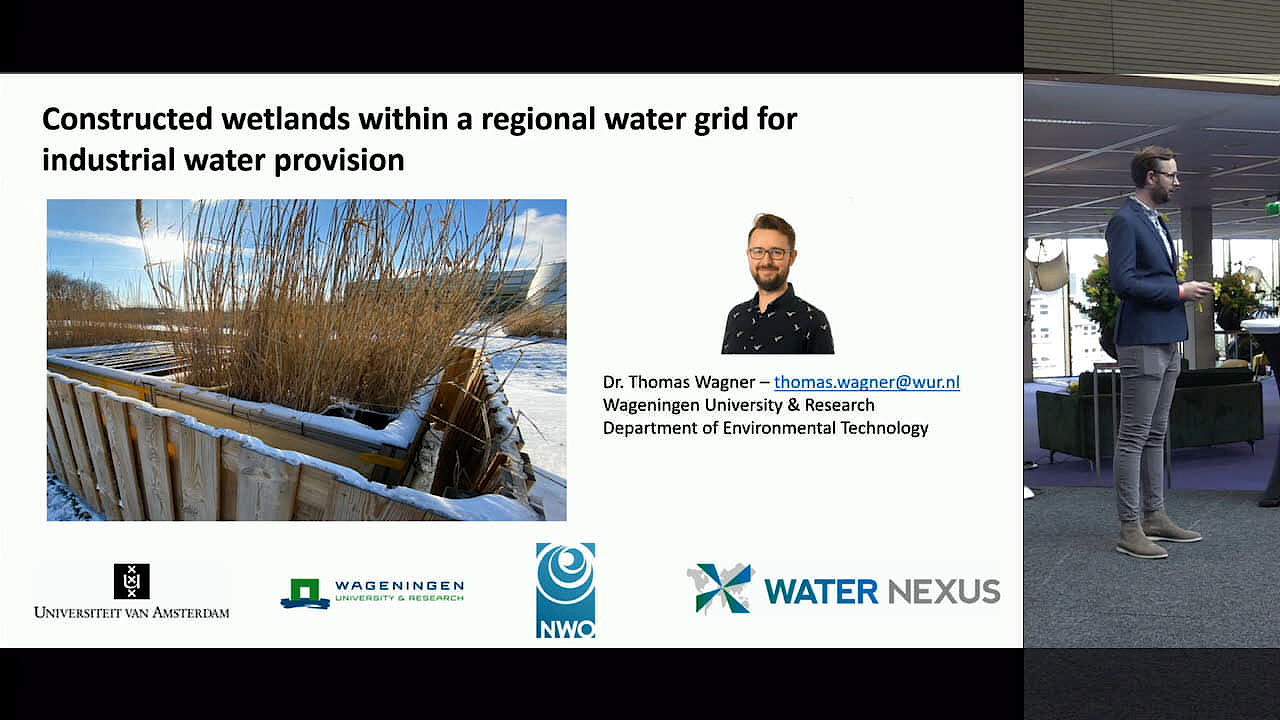 Constructed wetlands within a regional water grid for
industrial water provision
Dr. Thomas Wagner – thomas.wagner@wur.nl
Wageningen University & Research
Department of Environmental Technology
UNIVERSITEIT VAN AMSTERDAM
WAGENINGEN
UNIVERSITY & RESEARCH
NWO
WATER NEXUS